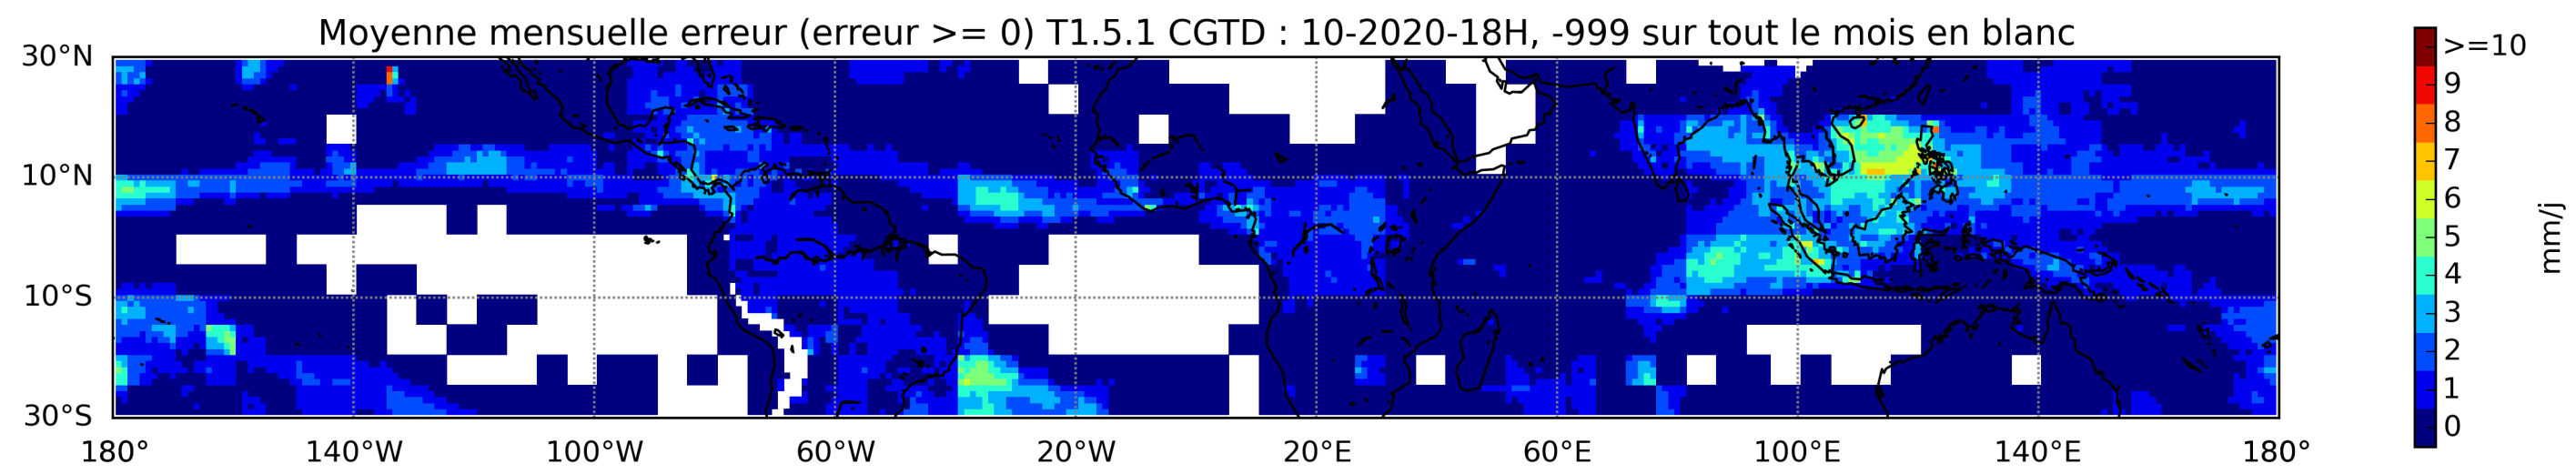 Moyenne mensuelle erreur (erreur >= 0) T1.5.1 CGTD : 10-2020-18H, -999 sur tout le mois en blanc
30°N
10°N
10°S
30°S
180° 140°W 100°W 60°W 20°W 20°E 60°E 100°E 140°E 180°
>=10
9
8
7
6
5
4
3
2
1
0
mm/j